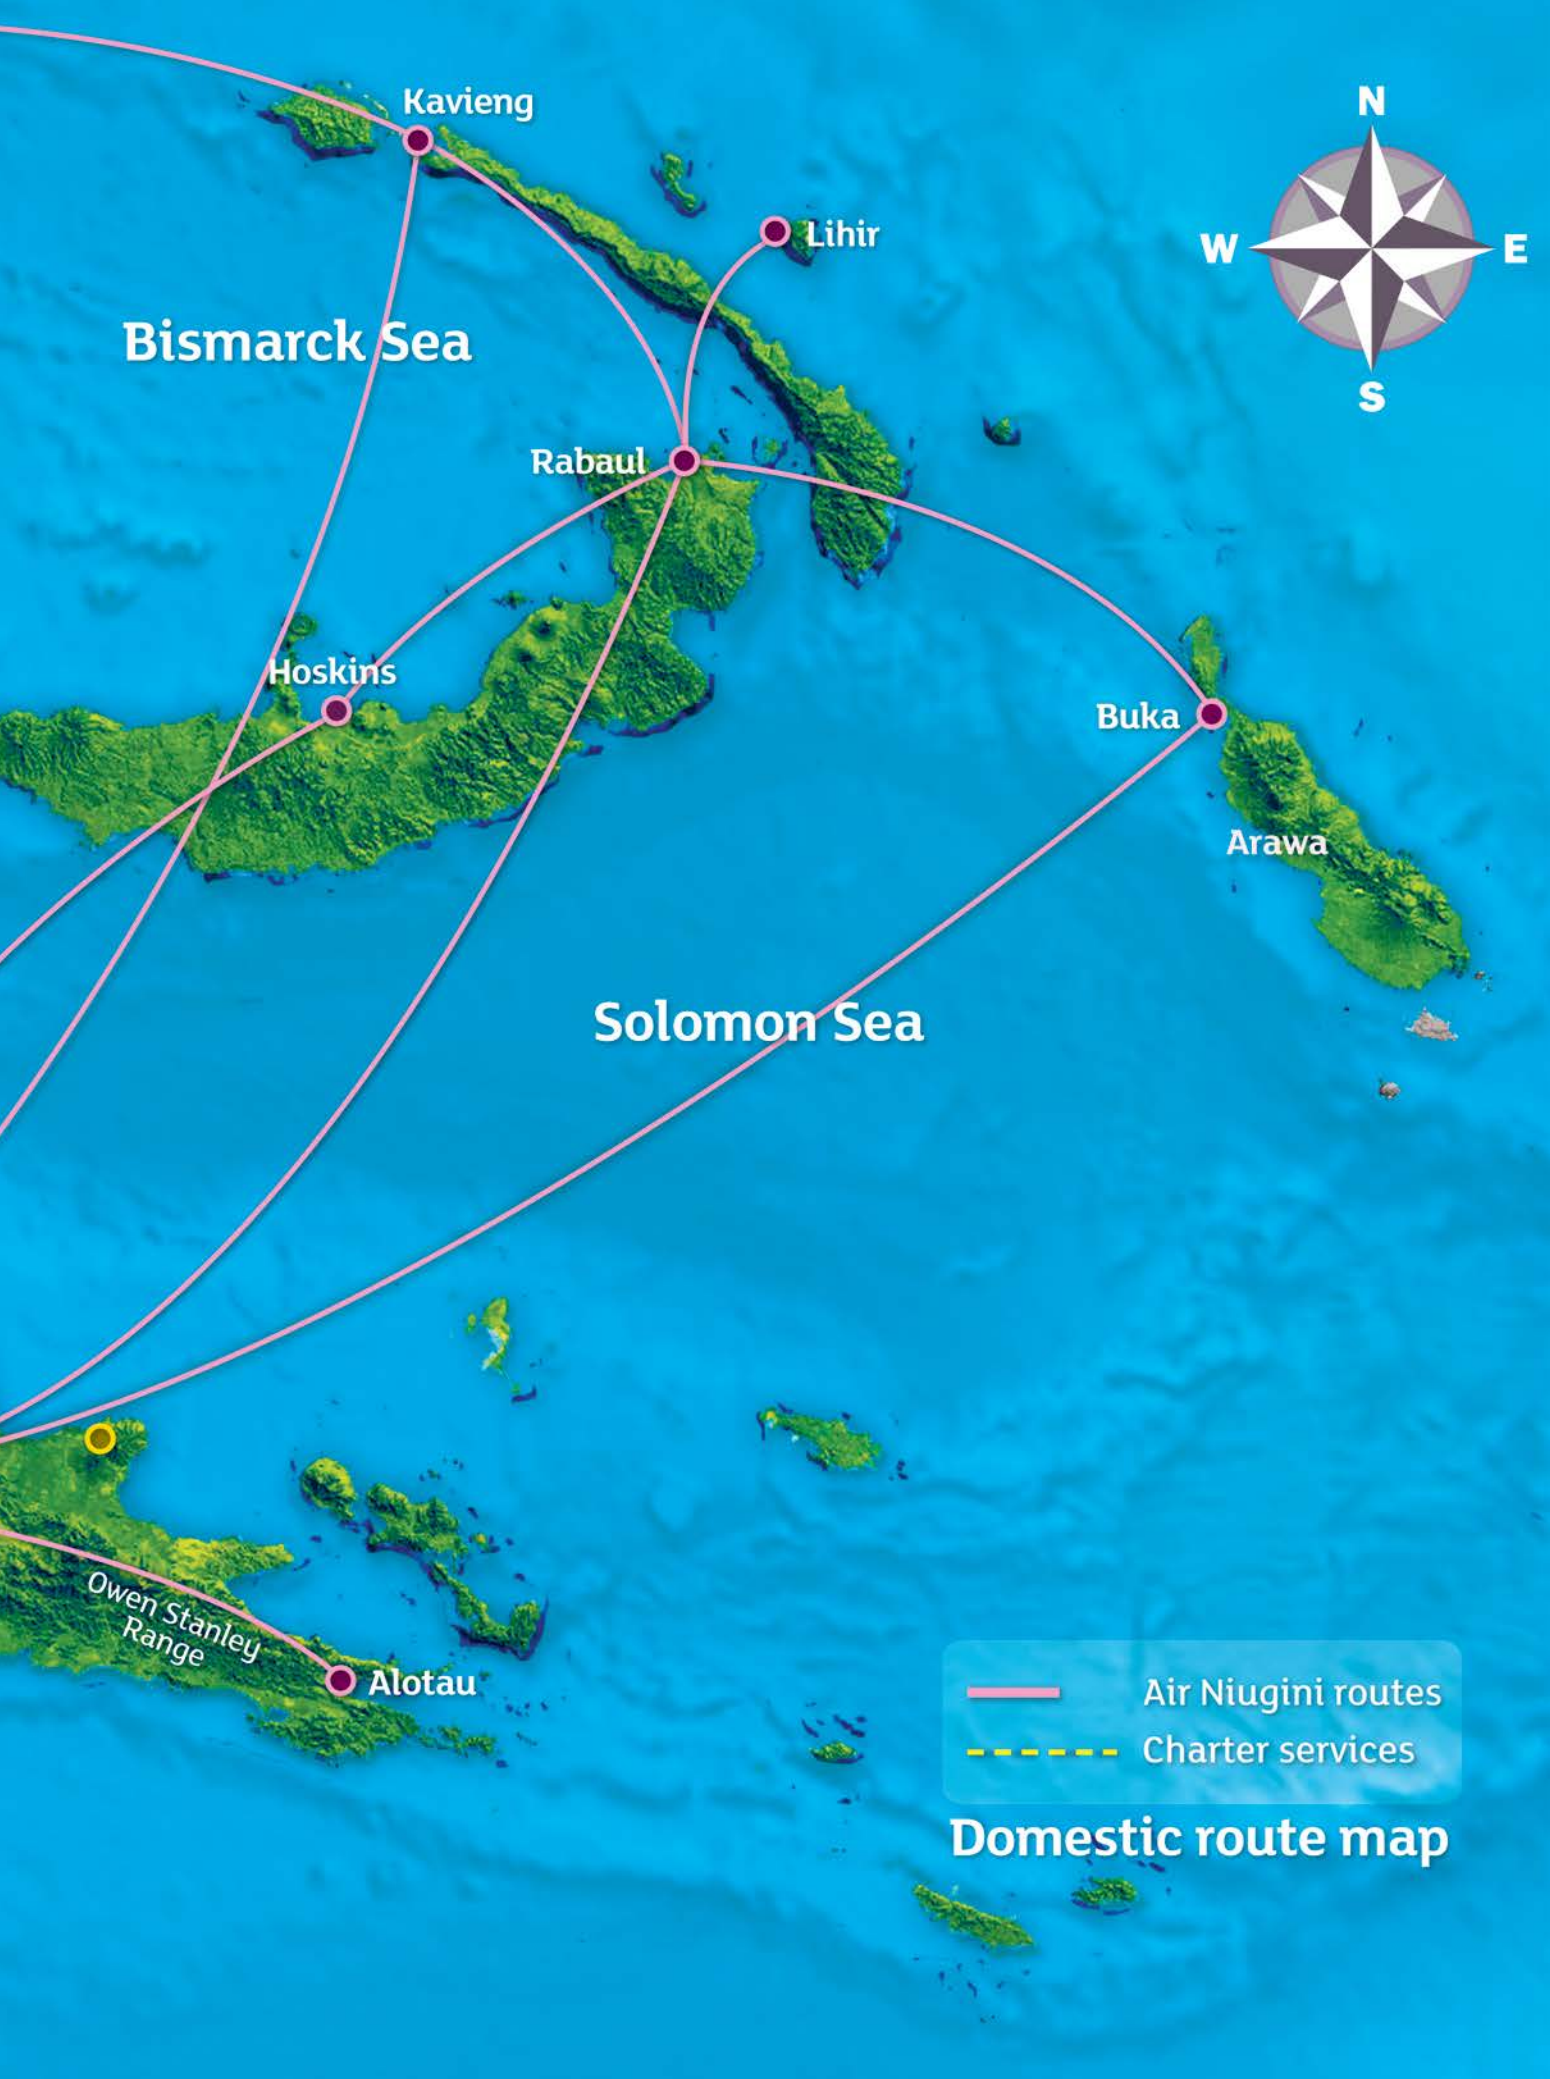 Kavieng
N
Lihir
W
E
Bismarck Sea
S
Rabaul
Hoskins
Buka
Arawa
Solomon Sea
Owen Stanley
Range
Alotau
Air Niugini routes
Charter services
Domestic route map